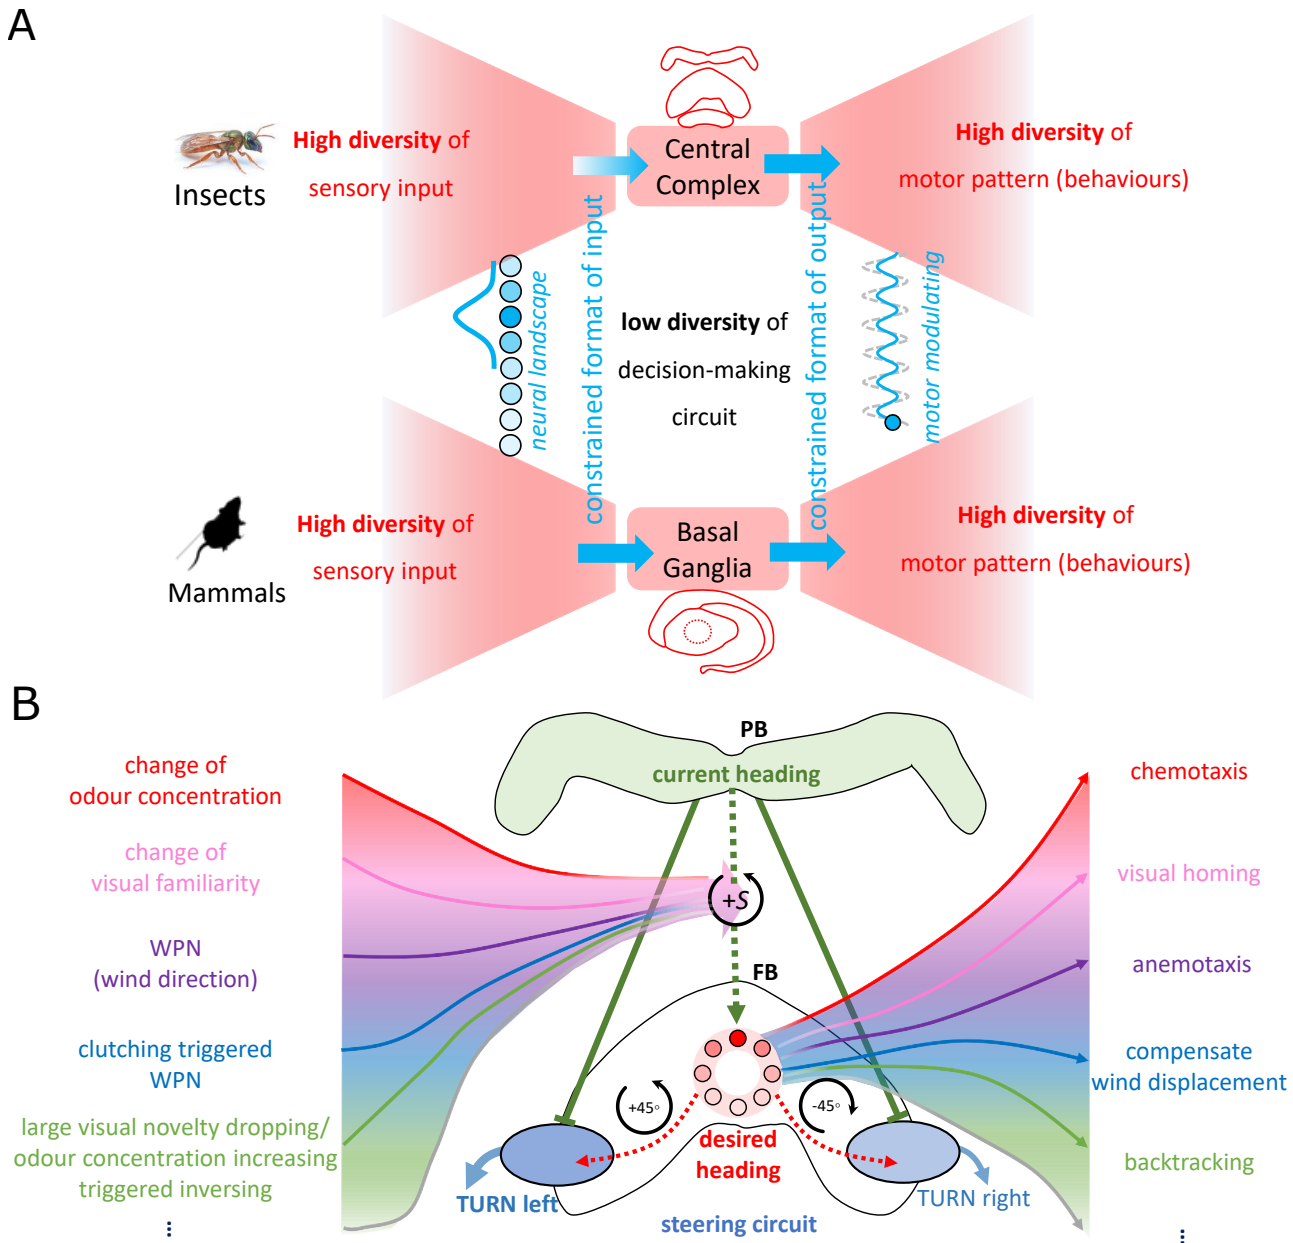 A
Insects
High diversity of
sensory input
Central
Complex
High diversity of
motor pattern (behaviours)
neural landscape
constrained format of input
low diversity of
decision-making
circuit
constrained format of output
motor modulating
Mammals
High diversity of
sensory input
Basal
Ganglia
High diversity of
motor pattern (behaviours)
B
change of
odour concentration
change of
visual familiarity
WPN
(wind direction)
clutching triggered
WPN
large visual novelty dropping/
odour concentration increasing
triggered inversing
⋮
PB
current heading
+S
FB
+45°
-45°
desired
heading
TURN left
TURN right
steering circuit
chemotaxis
visual homing
anemotaxis
compensate
wind displacement
backtracking
⋮